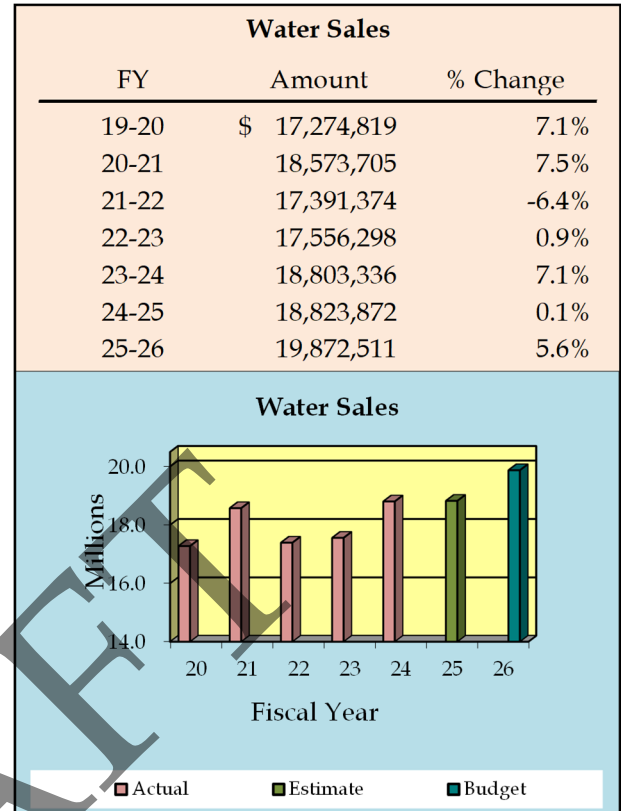 Water Sales
FY Amount % Change
19-20 $ 17,274,819 7.1%
20-21 18,573,705 7.5%
21-22 17,391,374 -6.4%
22-23 17,556,298 0.9%
23-24 18,803,336 7.1%
24-25 18,823,872 0.1%
25-26 19,872,511 5.6%
Water Sales
20.0
18.0
16.0
14.0
Millions
20 21 22 23 24 25 26
Fiscal Year
Actual Estimate Budget